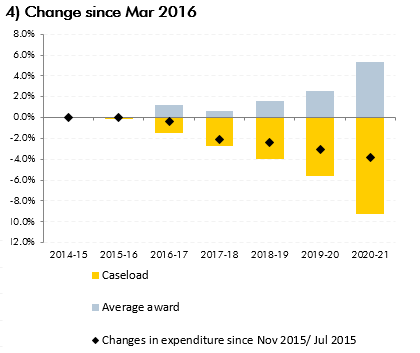 4) Change since Mar 2016
8.0%
6.0%
4.0%
2.0%
0.0%
-2.0%
-4.0%
-6.0%
-8.0%
10.0%
12.0%
2014-15 2015-16 2016-17 2017-18 2018-19 2019-20 2020-21
Caseload
Average award
Changes in expenditure since Nov 2015/ Jul 2015